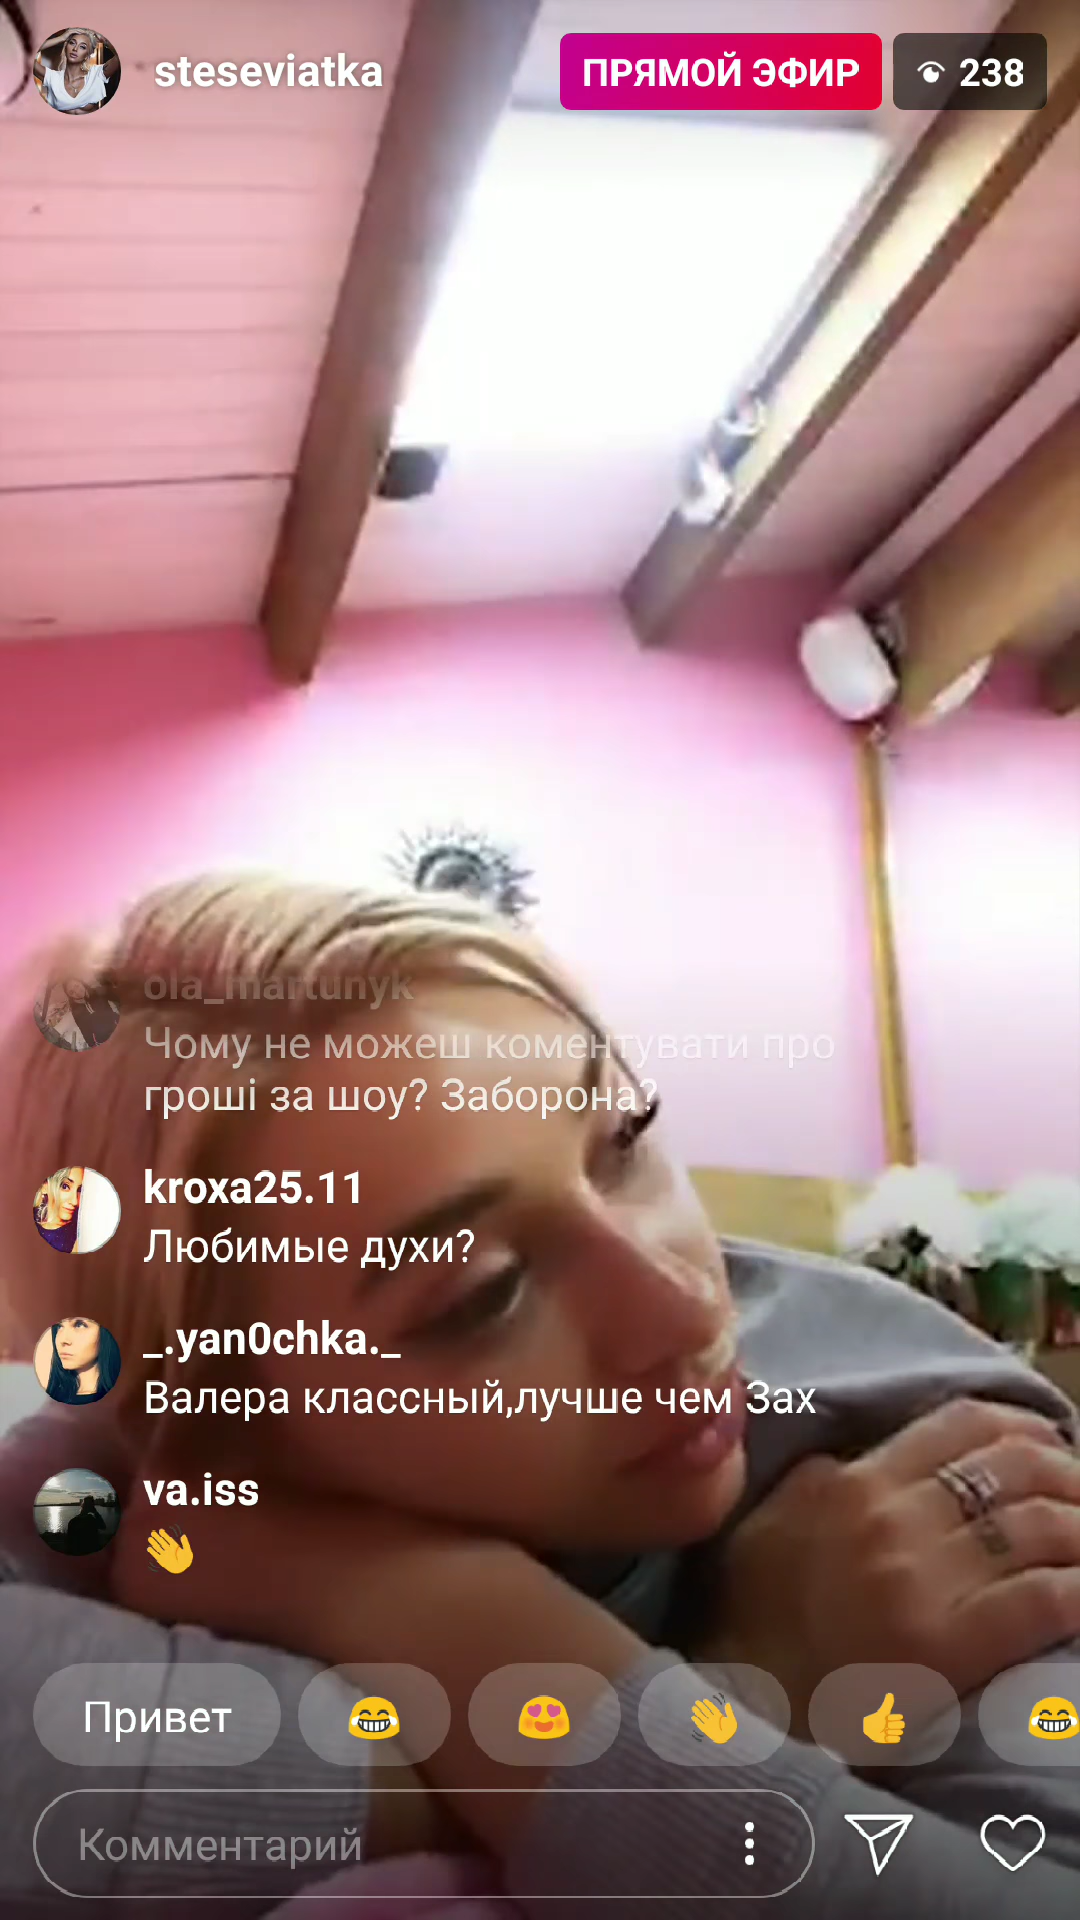 steseviatka
ПРЯМОЙ ЭФИР
238
ola_martunyk
Чому не можеш коментувати про
гроші за шоу? Заборона?
kroxa25.11
Любимые духи?
_.yan0chka._
Валера классный,лучше чем Зах
va.iss
👋
Привет 😂 😍 👋 👍 😂
Комментарий